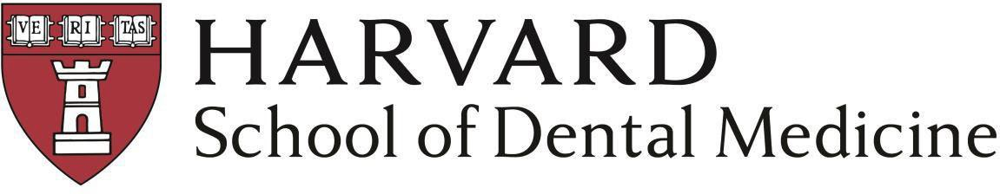 VE RI TAS
HARVARD
School of Dental Medicine